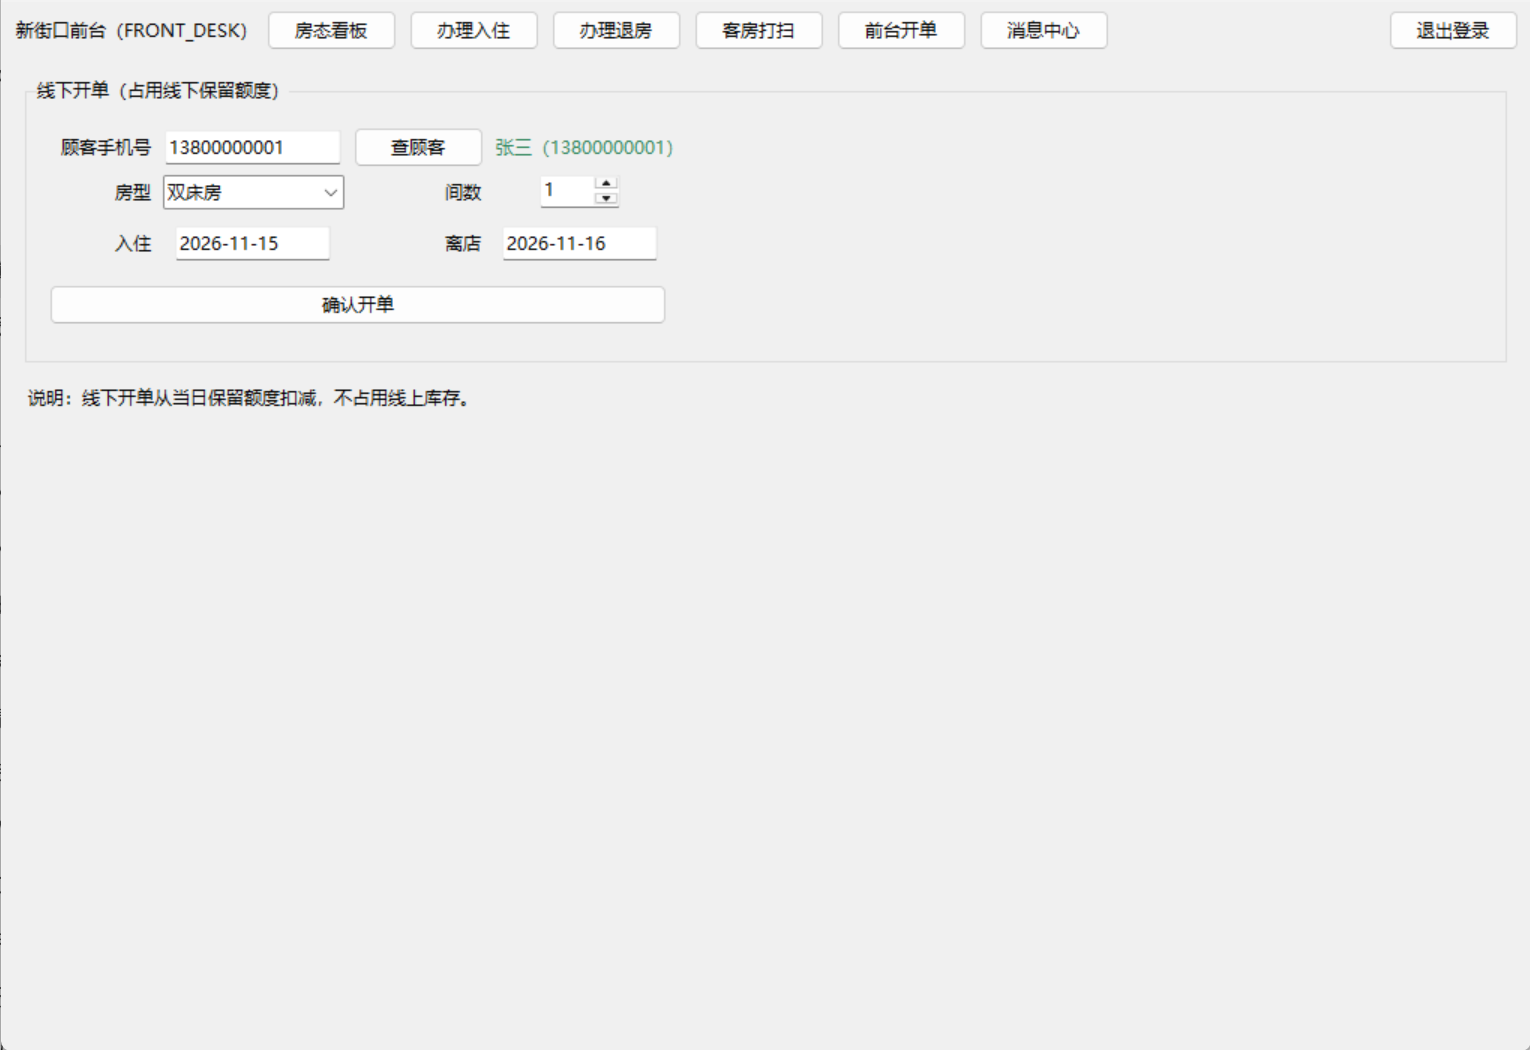 新街口前台（FRONT_DESK） 房态看板 办理入住 办理退房 客房打扫 前台开单 消息中心 退出登录
线下开单（占用线下保留额度）
顾客手机号 13800000001 查顾客 张三（13800000001）
房型 双床房 间数 1
入住 2026-11-15 离店 2026-11-16
确认开单
说明：线下开单从当日保留额度扣减，不占用线上库存。